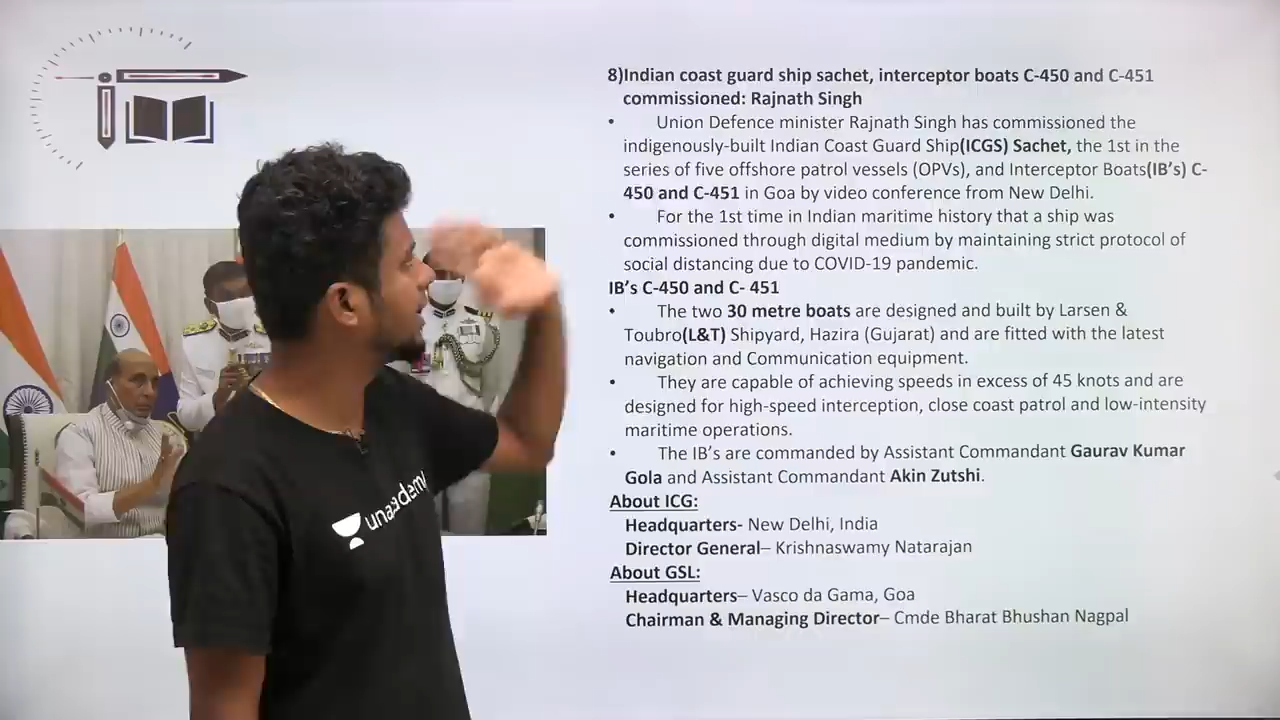 8)Indian coast guard ship sachet, interceptor boats C-450 and C-451
commissioned: Rajnath Singh
• Union Defence minister Rajnath Singh has commissioned the
indigenously-built Indian Coast Guard Ship(ICGS) Sachet, the 1st in the
series of five offshore patrol vessels (OPVs), and Interceptor Boats(IB’s) C-
450 and C-451 in Goa by video conference from New Delhi.
• For the 1st time in Indian maritime history that a ship was
commissioned through digital medium by maintaining strict protocol of
social distancing due to COVID-19 pandemic.
IB’s C-450 and C- 451
• The two 30 metre boats are designed and built by Larsen &
Toubro(L&T) Shipyard, Hazira (Gujarat) and are fitted with the latest
navigation and Communication equipment.
• They are capable of achieving speeds in excess of 45 knots and are
designed for high-speed interception, close coast patrol and low-intensity
maritime operations.
• The IB’s are commanded by Assistant Commandant Gaurav Kumar
Gola and Assistant Commandant Akin Zutshi.
About ICG:
Headquarters- New Delhi, India
Director General– Krishnaswamy Natarajan
About GSL:
Headquarters– Vasco da Gama, Goa
Chairman & Managing Director– Cmde Bharat Bhushan Nagpal
unacademy